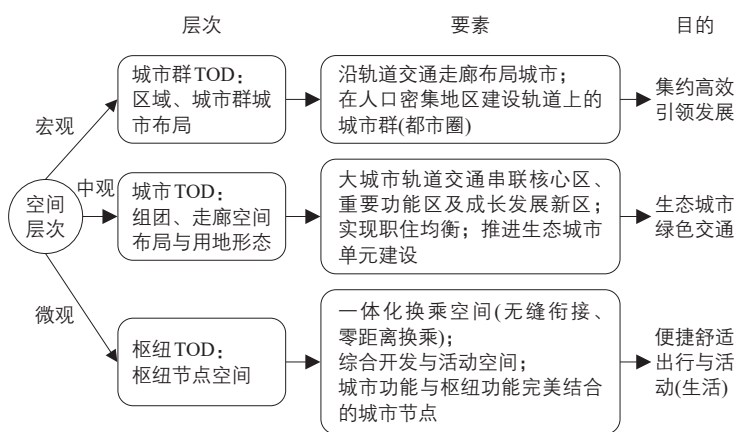 层次
要素
目的
空间
层次
宏观
城市群TOD：
区域、城市群城
市布局
沿轨道交通走廊布局城市；
在人口密集地区建设轨道上的
城市群(都市圈)
集约高效
引领发展
中观
城市TOD：
组团、走廊空间
布局与用地形态
大城市轨道交通串联核心区、
重要功能区及成长发展新区；
实现职住均衡；推进生态城市
单元建设
生态城市
绿色交通
微观
枢纽TOD：
枢纽节点空间
一体化换乘空间(无缝衔接、
零距离换乘)；
综合开发与活动空间；
城市功能与枢纽功能完美结合
的城市节点
便捷舒适
出行与活
动(生活)